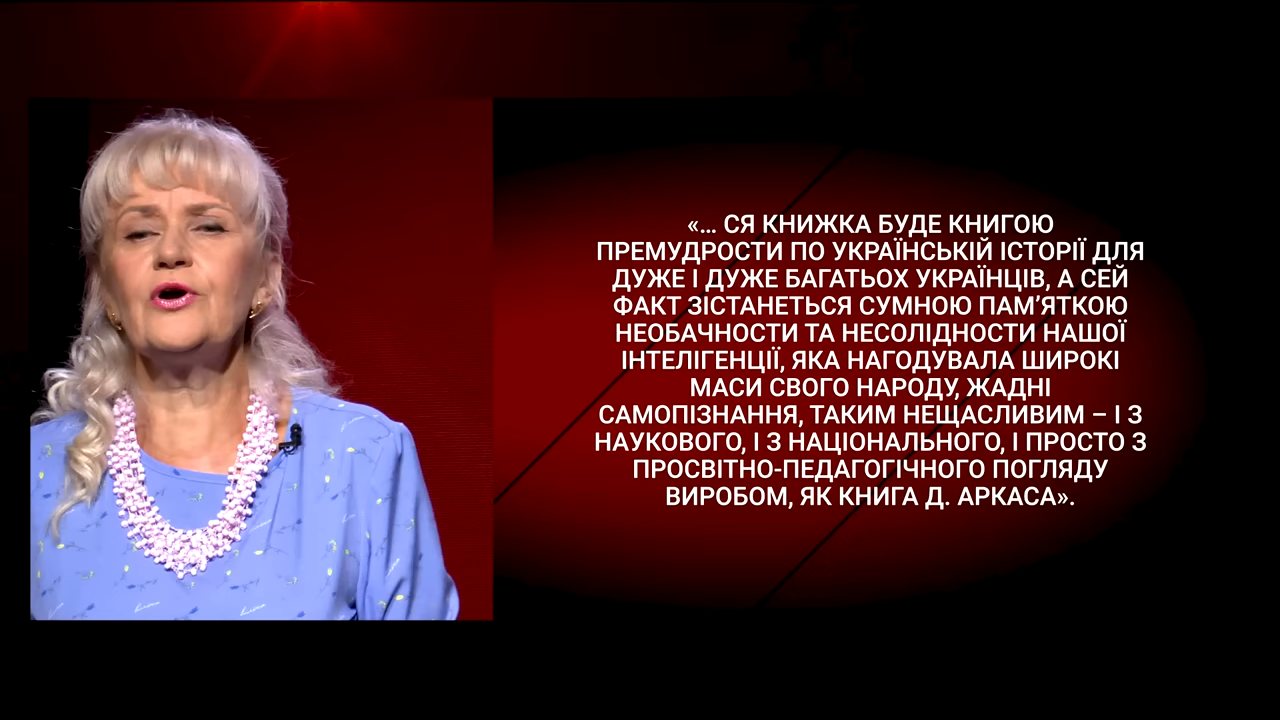 «... СЯ КНИЖКА БУДЕ КНИГОЮ
ПРЕМУДРОСТИ ПО УКРАЇНСЬКІЙ ІСТОРІЇ ДЛЯ
ДУЖЕ І ДУЖЕ БАГАТЬОХ УКРАЇНЦІВ, А СЕЙ
ФАКТ ЗІСТАНЕТЬСЯ СУМНОЮ ПАМ’ЯТКОЮ
НЕОБАЧНОСТИ ТА НЕСОЛІДНОСТИ НАШОЇ
ІНТЕЛІГЕНЦІЇ, ЯКА НАГОДУВАЛА ШИРОКІ
МАСИ СВОГО НАРОДУ, ЖАДНІ
САМОПІЗНАННЯ, ТАКИМ НЕЩАСЛИВИМ – І З
НАУКОВОГО, І З НАЦІОНАЛЬНОГО, І ПРОСТО З
ПРОСВІТНО-ПЕДАГОГІЧНОГО ПОГЛЯДУ
ВИРОБОМ, ЯК КНИГА Д. АРКАСА».